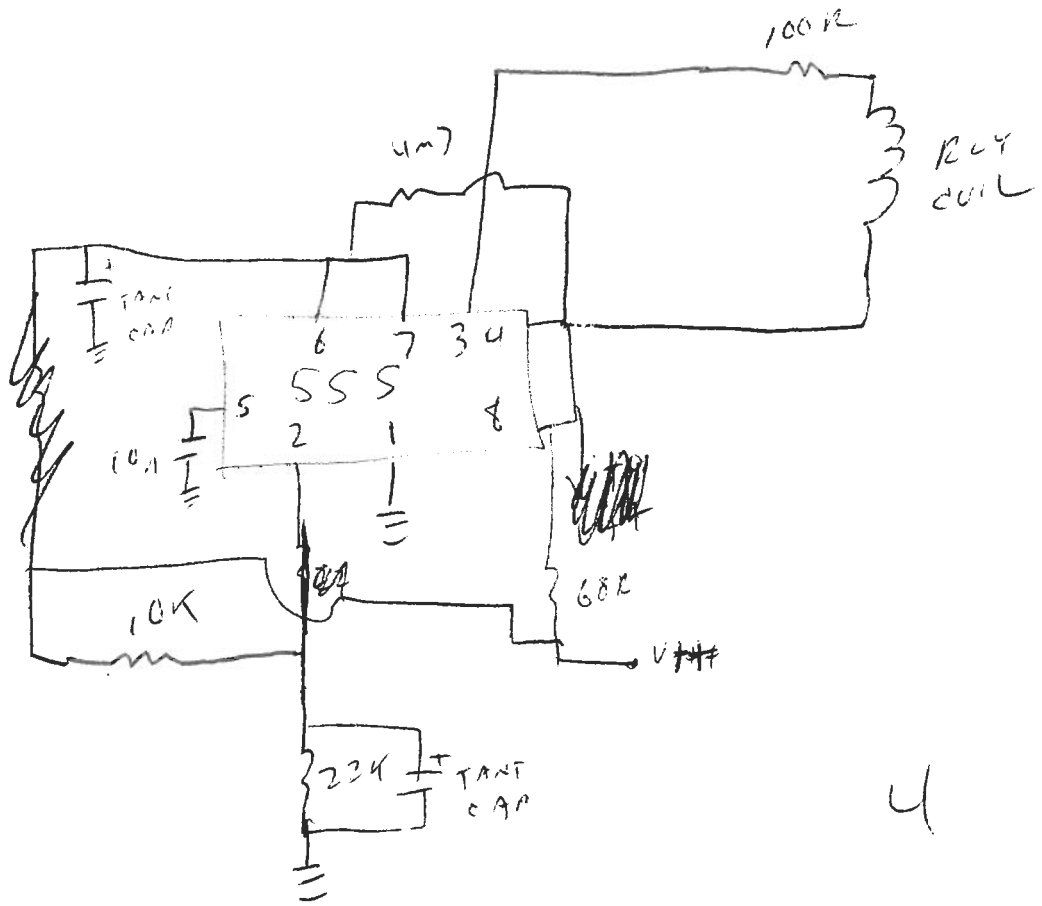 100R
4M7
RLY
COIL
+
TANT
CAP
6 7 3 4
555
5
8
2 1
10n
68R
10K
V+++
22K
+
TANT
CAP
4